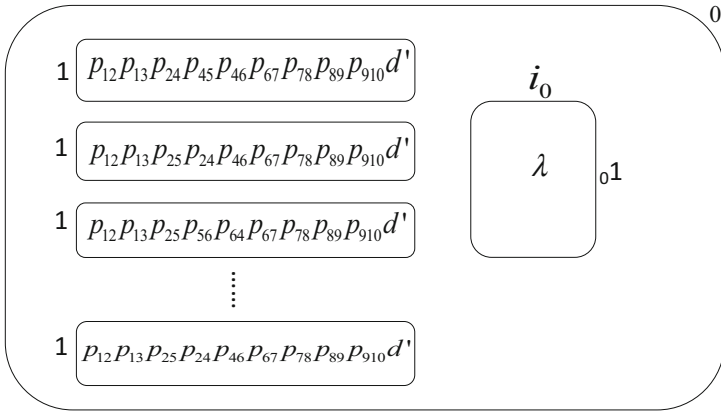 0
1 p₁₂p₁₃p₂₄p₄₅p₄₆p₆₇p₇₈p₈₉p₉₁₀d'
i₀
1 p₁₂p₁₃p₂₅p₂₄p₄₆p₆₇p₇₈p₈₉p₉₁₀d'
λ ₀1
1 p₁₂p₁₃p₂₅p₅₆p₆₄p₆₇p₇₈p₈₉p₉₁₀d'
......
1 p₁₂p₁₃p₂₅p₂₄p₄₆p₆₇p₇₈p₈₉p₉₁₀d'